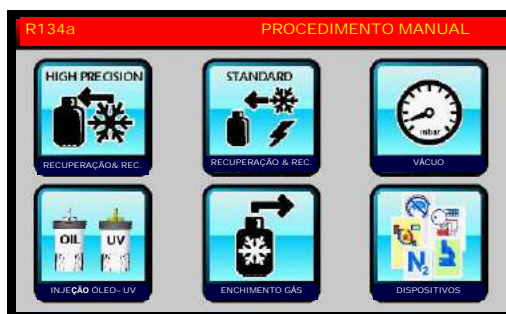 R134a PROCEDIMENTO MANUAL
HIGH PRECISION
STANDARD
mbar
RECUPERAÇÃO& REC.
RECUPERAÇÃO & REC.
VÁCUO
OIL UV
N2
INJEÇÃO ÓLEO- UV
ENCHIMENTO GÁS
DISPOSITIVOS